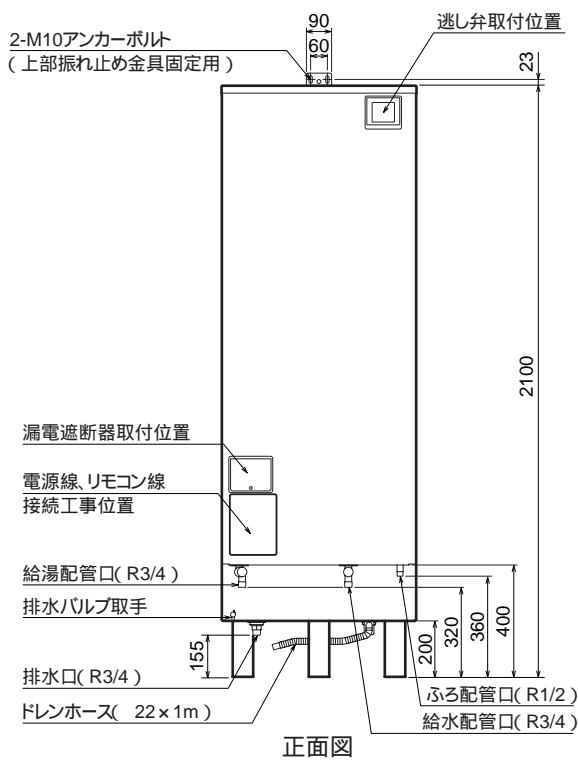 90
60
逃し弁取付位置
2-M10アンカーボルト
(上部振れ止め金具固定用)
23
2100
漏電遮断器取付位置
電源線、リモコン線
接続工事位置
給湯配管口(R3/4)
排水バルブ取手
155
200
320
360
400
排水口(R3/4)
ドレンホース( 22×1m)
ふろ配管口(R1/2)
給水配管口(R3/4)
正面図